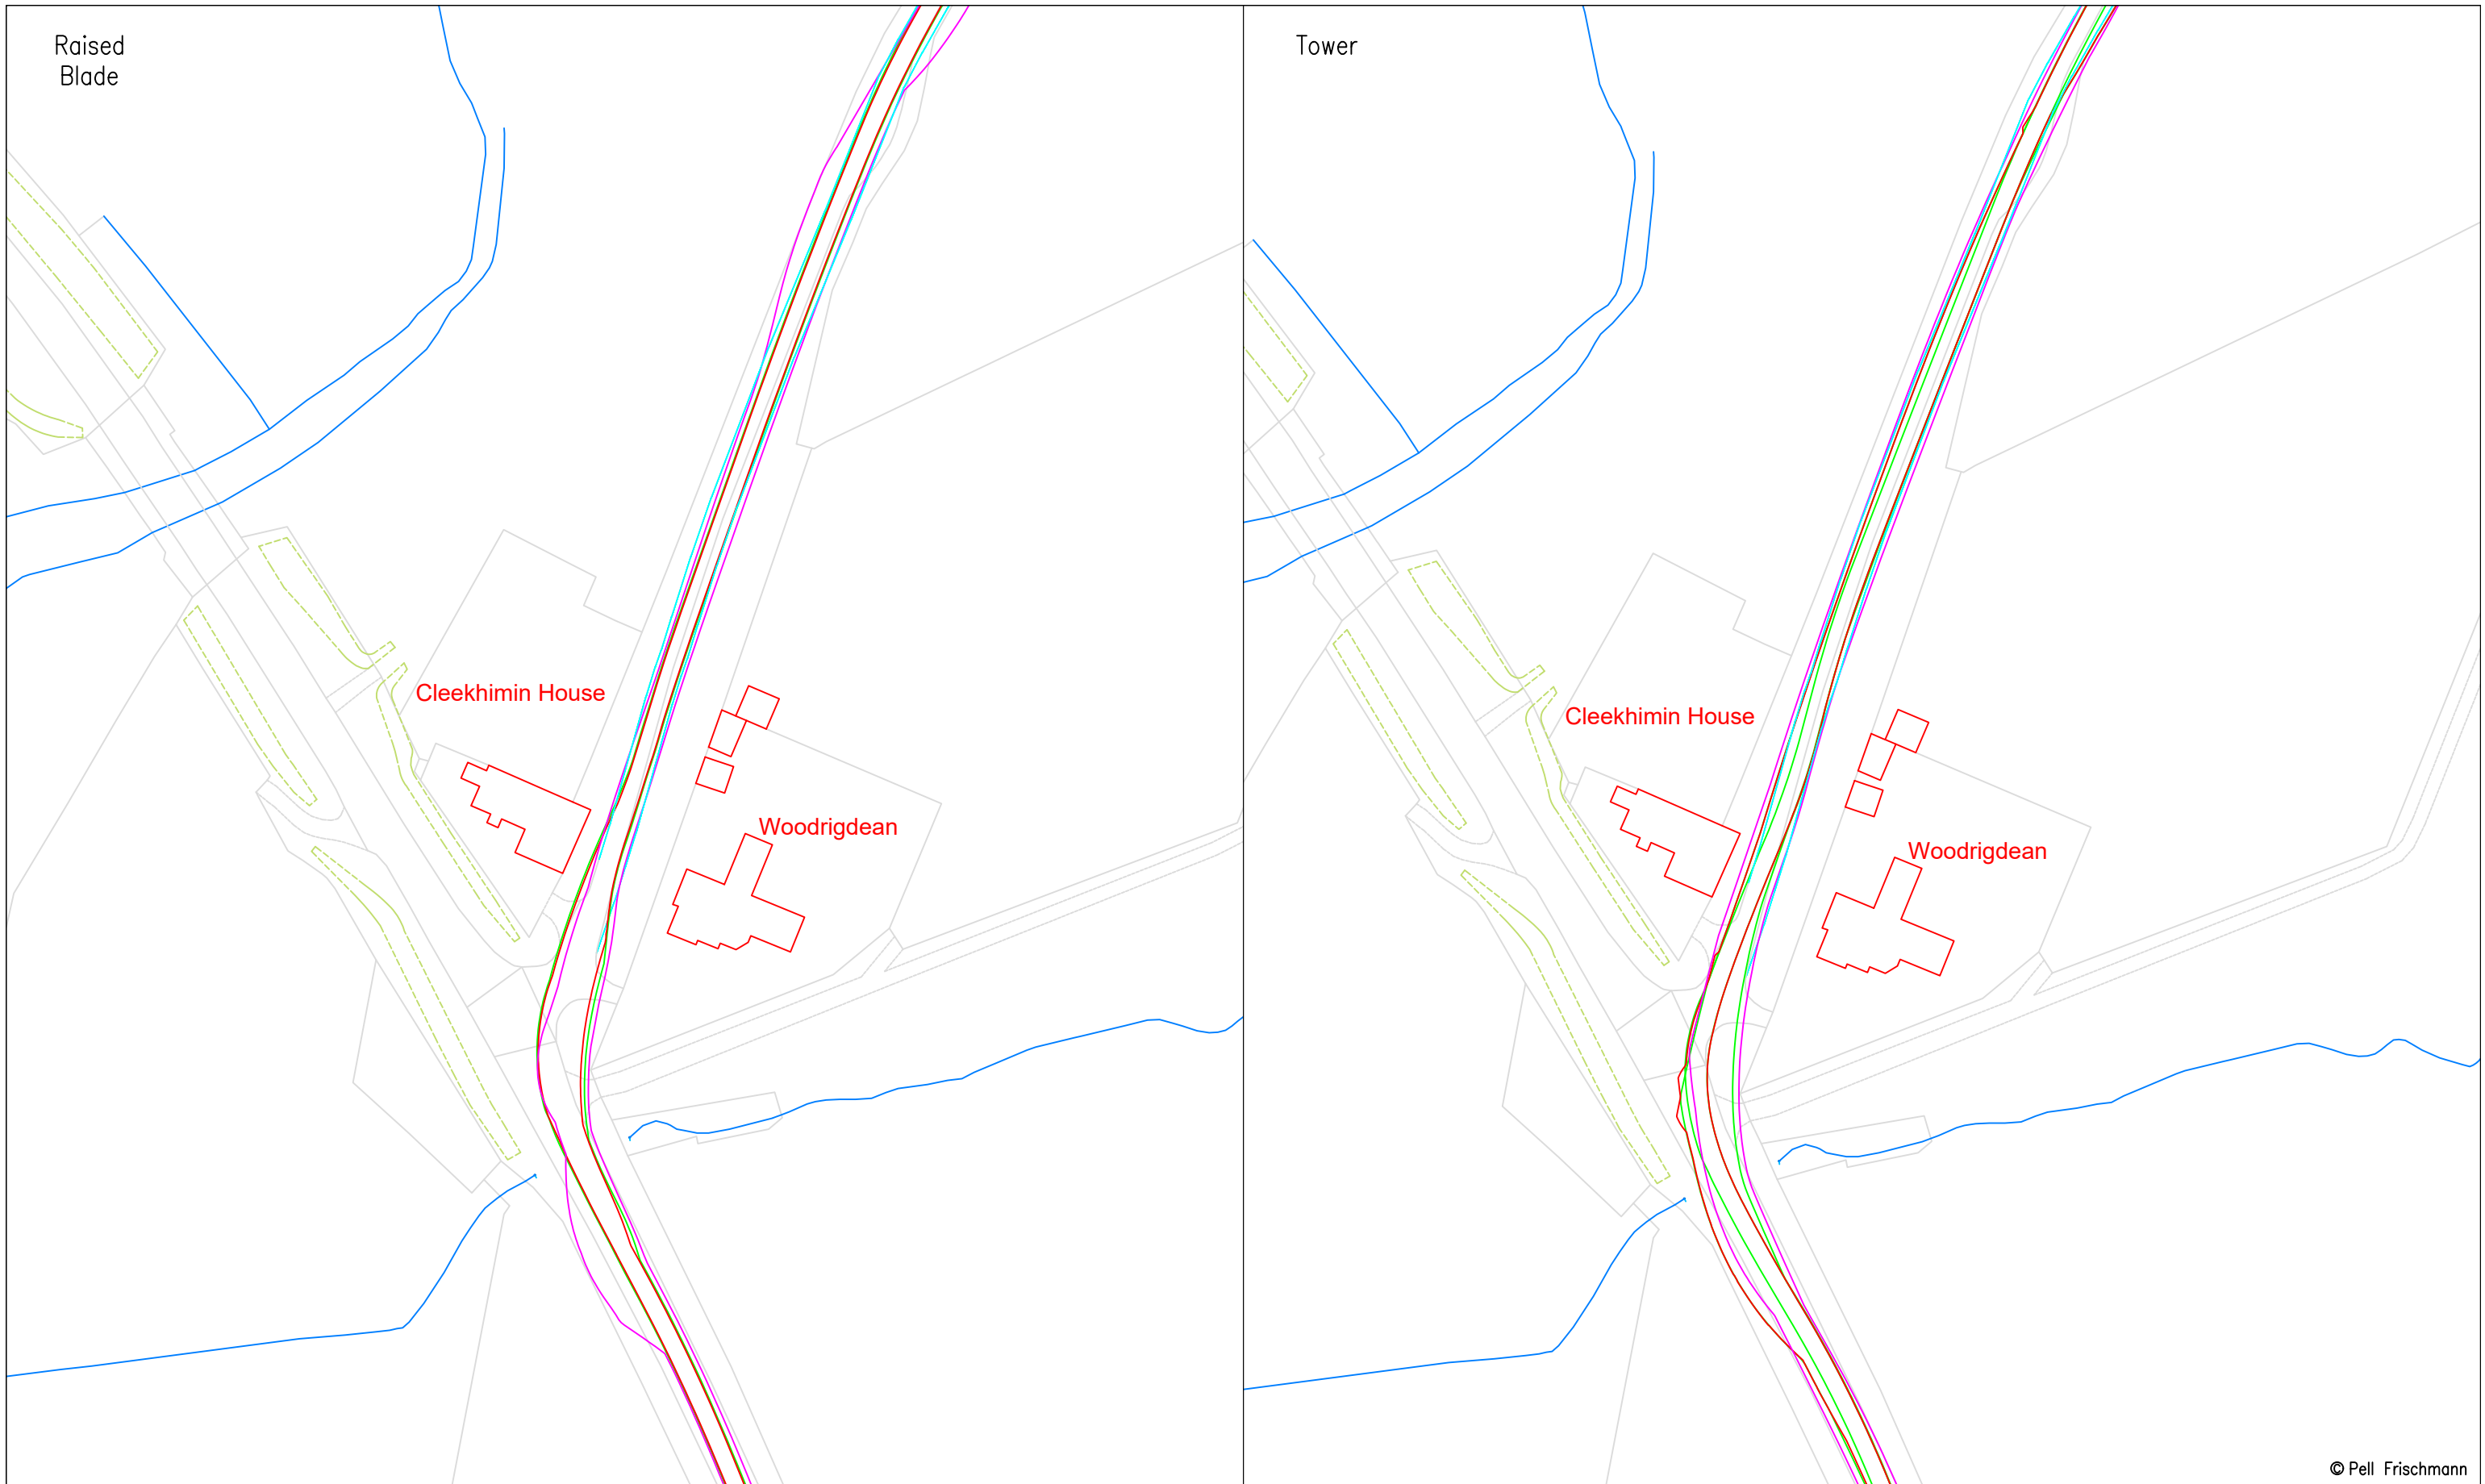 Raised
Blade
Cleekhimin House
Woodrigdean
Tower
Cleekhimin House
Woodrigdean
© Pell Frischmann